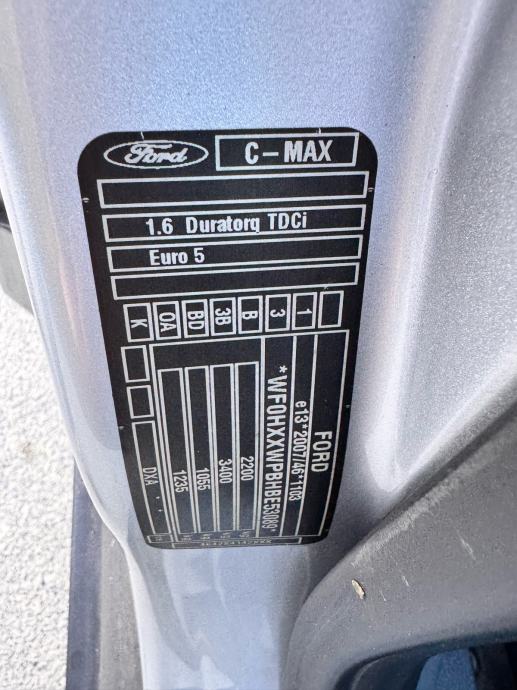 Ford
C-MAX
1.6 Duratorq TDCi
Euro 5
1
3
B
3B
BD
OA
K
FORD
e13*2007/46*1103
*WF0HXXWPBHBE53089*
2200
3400
1055
1235
DXA